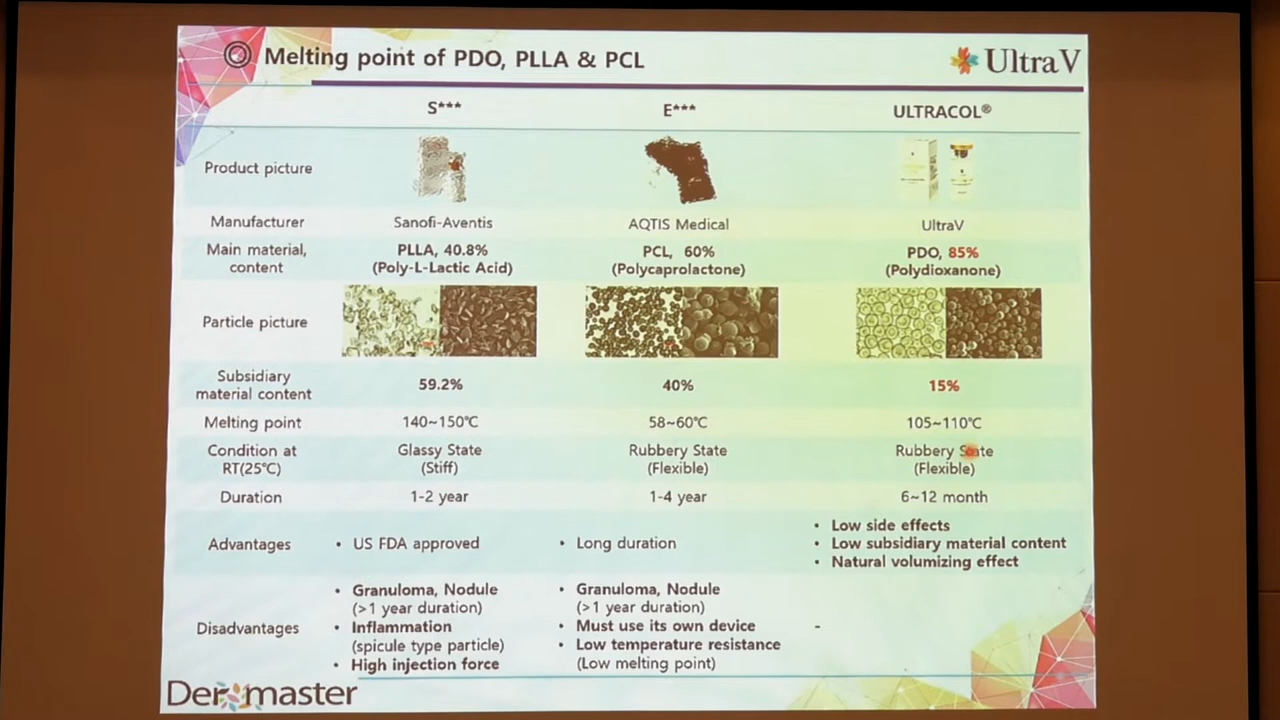 Melting point of PDO, PLLA & PCL
UltraV
S***
E***
ULTRACOL®
Product picture
Manufacturer
Sanofi-Aventis
AQTIS Medical
UltraV
Main material,
content
PLLA, 40.8%
(Poly-L-Lactic Acid)
PCL, 60%
(Polycaprolactone)
PDO, 85%
(Polydioxanone)
Particle picture
Subsidiary
material content
59.2%
40%
15%
Melting point
140~150℃
58~60℃
105~110℃
Condition at
RT(25℃)
Glassy State
(Stiff)
Rubbery State
(Flexible)
Rubbery State
(Flexible)
Duration
1-2 year
1-4 year
6~12 month
Advantages
• US FDA approved
• Long duration
• Low side effects
• Low subsidiary material content
• Natural volumizing effect
Disadvantages
• Granuloma, Nodule
(>1 year duration)
• Inflammation
(spicule type particle)
• High injection force
• Granuloma, Nodule
(>1 year duration)
• Must use its own device
• Low temperature resistance
(Low melting point)
-
Dermaster